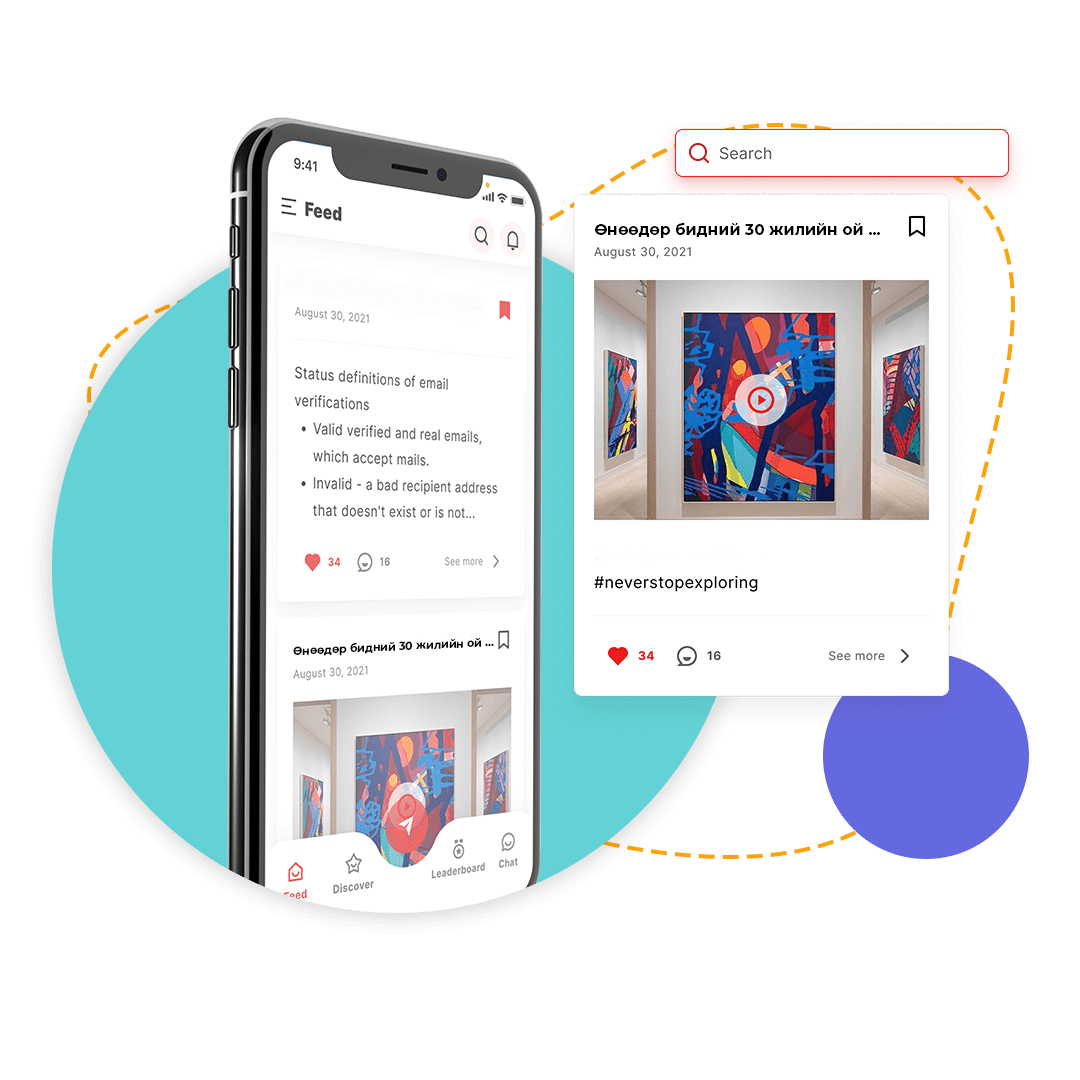 9:41
Feed
August 30, 2021
Status definitions of email
verifications
• Valid verified and real emails,
which accept mails.
• Invalid - a bad recipient address
that doesn't exist or is not...
34
16
See more
Өнөөдөр бидний 30 жилийн ой ...
August 30, 2021
Feed
Discover
Leaderboard
Chat
Search
Өнөөдөр бидний 30 жилийн ой ...
August 30, 2021
#neverstopexploring
34
16
See more